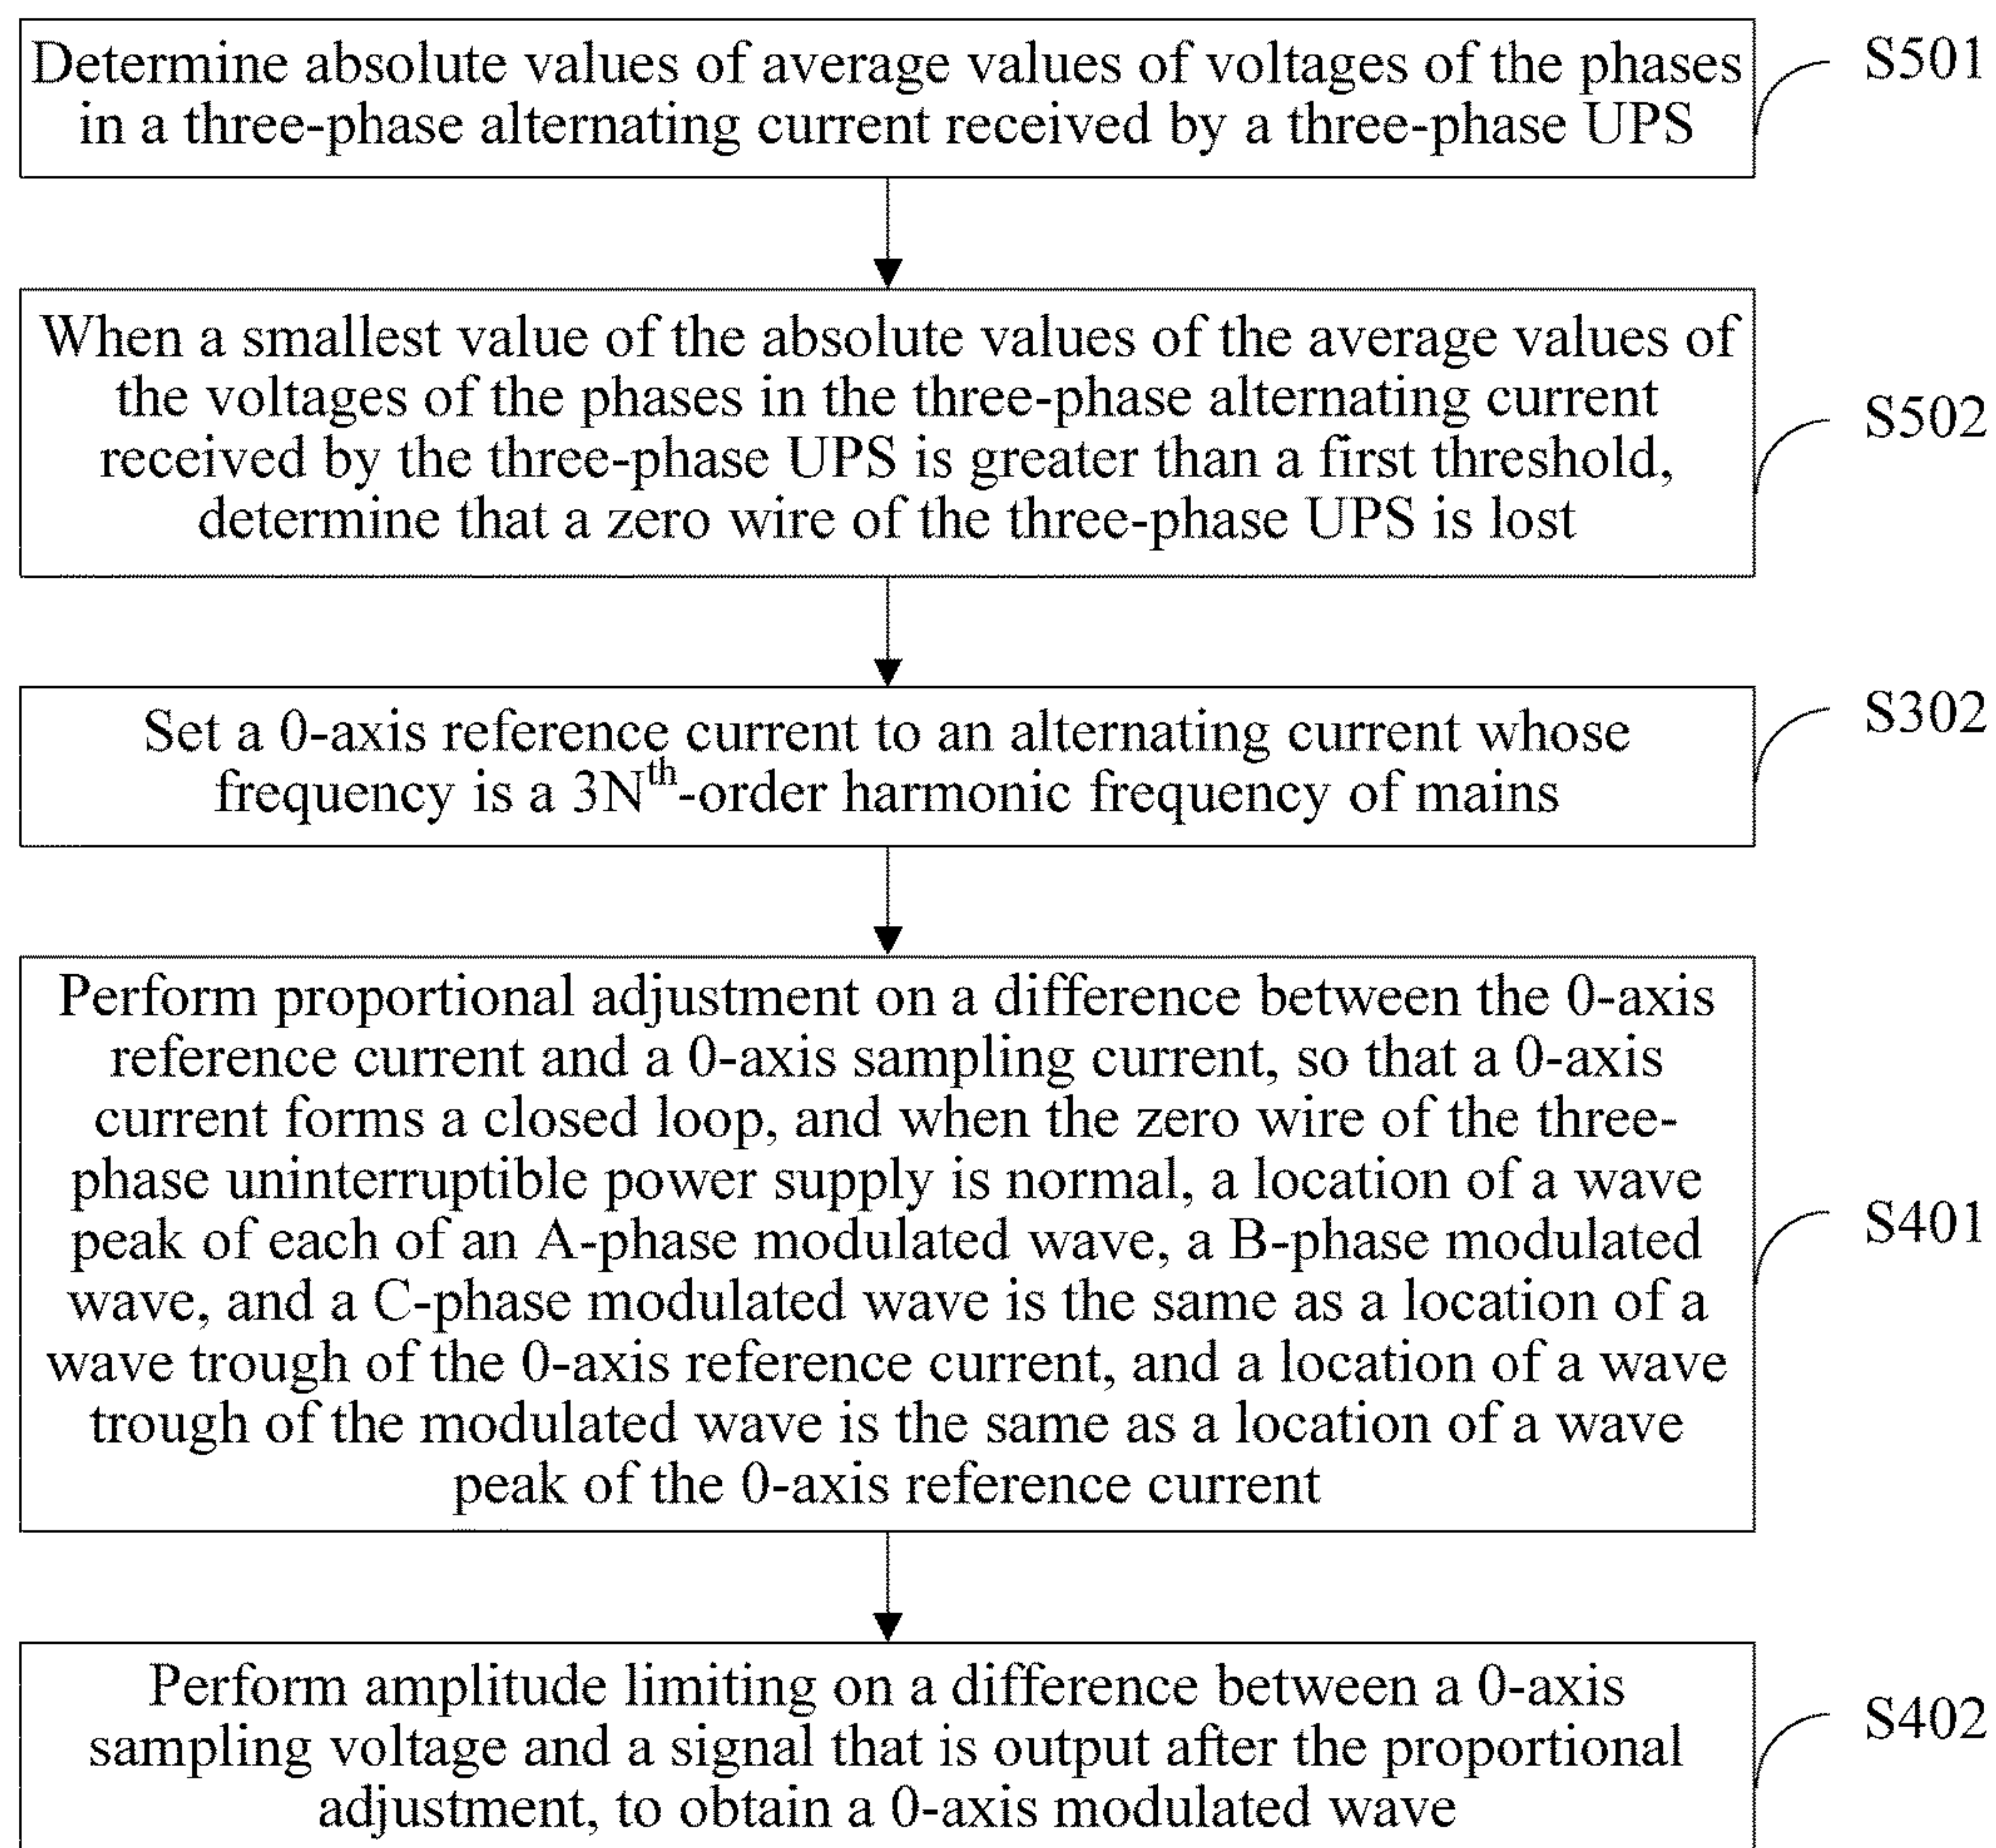 Determine absolute values of average values of voltages of the phases
in a three-phase alternating current received by a three-phase UPS
S501
When a smallest value of the absolute values of the average values of
the voltages of the phases in the three-phase alternating current
received by the three-phase UPS is greater than a first threshold,
determine that a zero wire of the three-phase UPS is lost
S502
Set a 0-axis reference current to an alternating current whose
frequency is a 3Nth-order harmonic frequency of mains
S302
Perform proportional adjustment on a difference between the 0-axis
reference current and a 0-axis sampling current, so that a 0-axis
current forms a closed loop, and when the zero wire of the three-
phase uninterruptible power supply is normal, a location of a wave
peak of each of an A-phase modulated wave, a B-phase modulated
wave, and a C-phase modulated wave is the same as a location of a
wave trough of the 0-axis reference current, and a location of a wave
trough of the modulated wave is the same as a location of a wave
peak of the 0-axis reference current
S401
Perform amplitude limiting on a difference between a 0-axis
sampling voltage and a signal that is output after the proportional
adjustment, to obtain a 0-axis modulated wave
S402